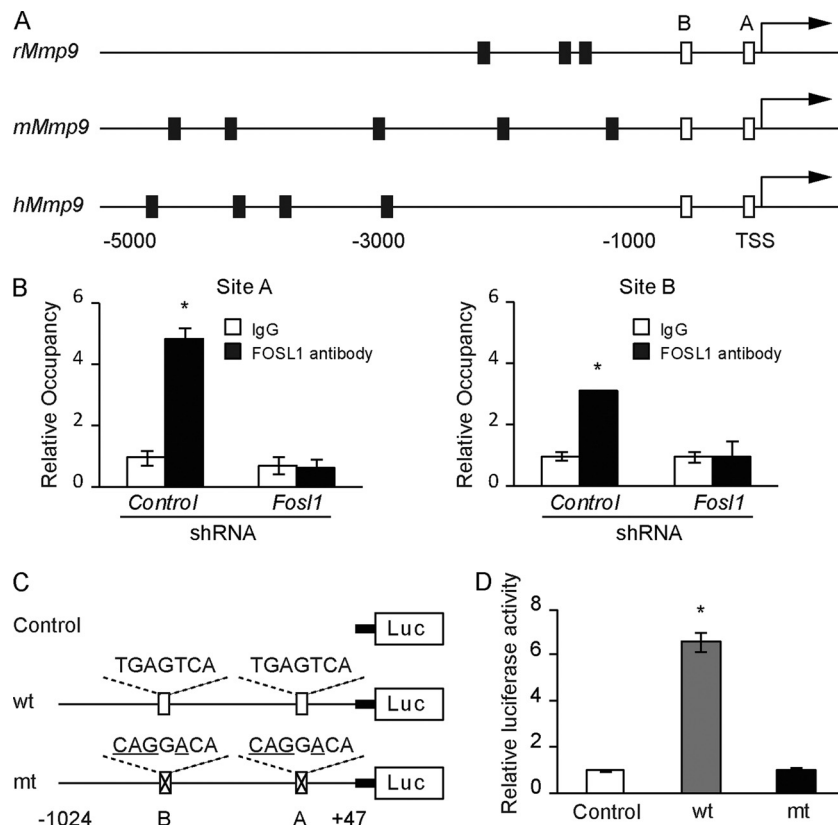 A
B A
rMmp9
mMmp9
hMmp9
-5000 -3000 -1000 TSS
B
Site A
Relative Occupancy
6
4
2
0
*
IgG
FOSL1 antibody
Control Fosl1
shRNA
Site B
Relative Occupancy
6
4
2
0
*
IgG
FOSL1 antibody
Control Fosl1
shRNA
C
Control
Luc
TGAGTCA TGAGTCA
wt
Luc
CAGGACA CAGGACA
mt
Luc
-1024 B A +47
D
Relative luciferase activity
8
6
4
2
0
*
Control wt mt